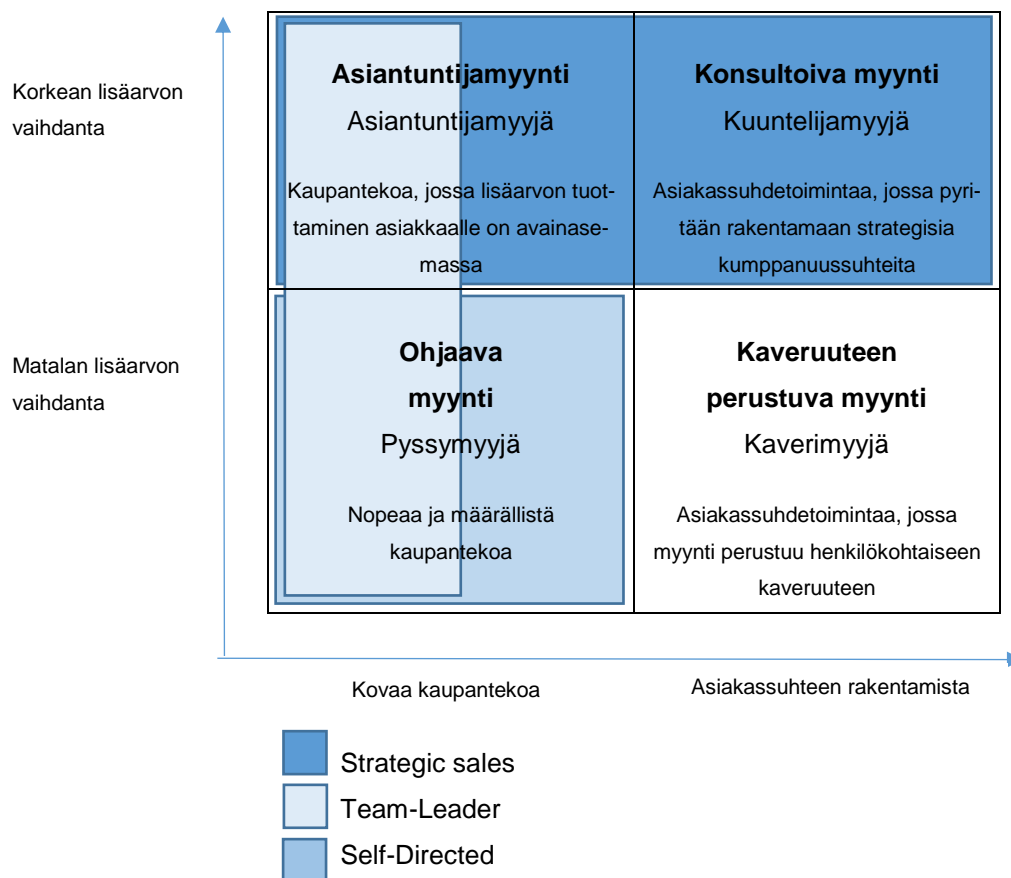 Korkean lisäarvon
vaihdanta
Asiantuntijamyynti
Asiantuntijamyyjä
Kaupantekoa, jossa lisäarvon tuot-
taminen asiakkaalle on avainase-
massa
Konsultoiva myynti
Kuuntelijamyyjä
Asiakassuhdetoimintaa, jossa pyri-
tään rakentamaan strategisia
kumppanuussuhteita
Matalan lisäarvon
vaihdanta
Ohjaava
myynti
Pyssymyyjä
Nopeaa ja määrällistä
kaupantekoa
Kaveruuteen
perustuva myynti
Kaverimyyjä
Asiakassuhdetoimintaa, jossa
myynti perustuu henkilökohtaiseen
kaveruuteen
Kovaa kaupantekoa
Asiakassuhteen rakentamista
Strategic sales
Team-Leader
Self-Directed